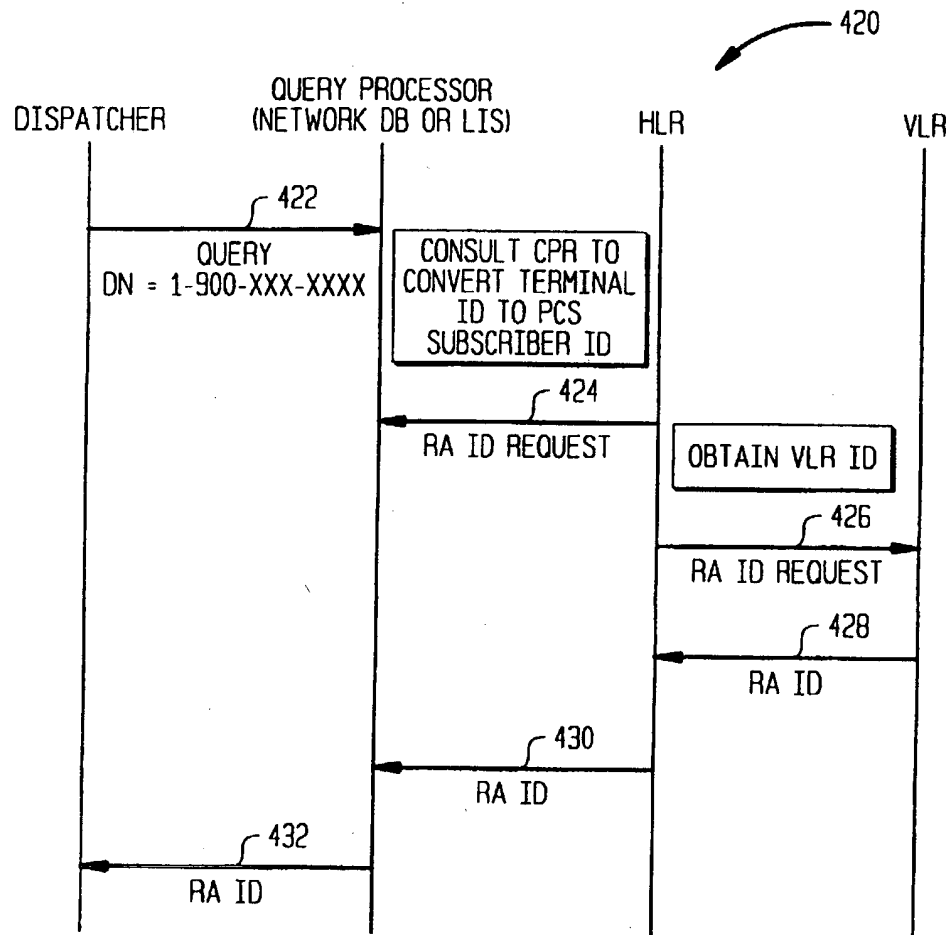 420
DISPATCHER
QUERY PROCESSOR
(NETWORK DB OR LIS)
HLR
VLR
422
QUERY
DN = 1-900-XXX-XXXX
CONSULT CPR TO
CONVERT TERMINAL
ID TO PCS
SUBSCRIBER ID
424
RA ID REQUEST
OBTAIN VLR ID
426
RA ID REQUEST
428
RA ID
430
RA ID
432
RA ID